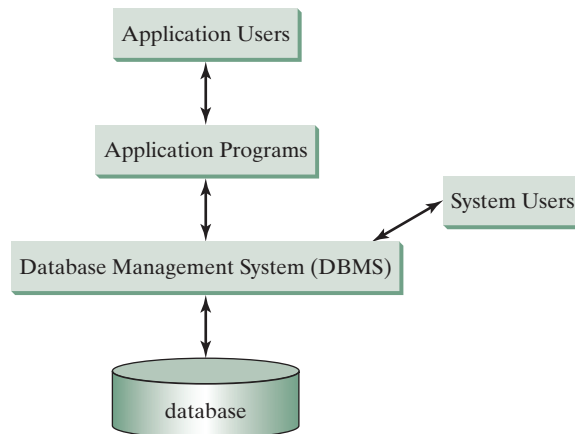 Application Users
Application Programs
System Users
Database Management System (DBMS)
database